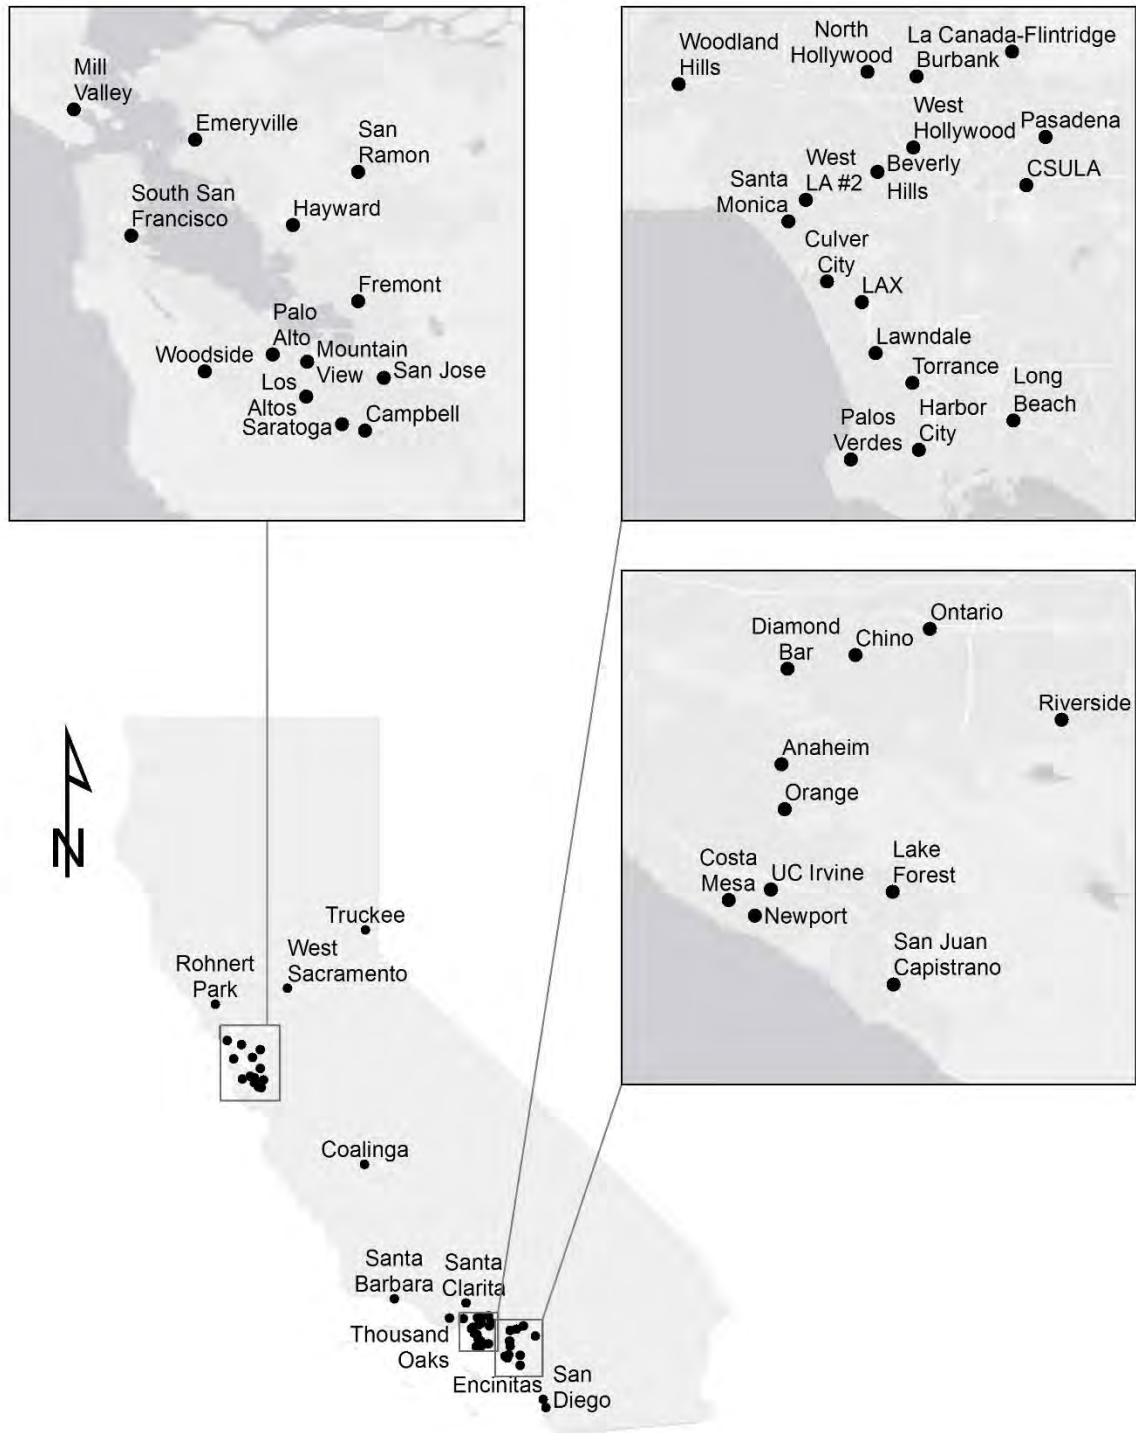 Mill
Valley
Emeryville
San
Ramon
South San
Francisco
Hayward
Fremont
Palo
Alto
Woodside
Mountain
View
San Jose
Los
Altos
Saratoga
Campbell
Woodland
Hills
North
Hollywood
La Canada-Flintridge
Burbank
West
Hollywood
Pasadena
West
LA #2
Beverly
Hills
CSULA
Santa
Monica
Culver
City
LAX
Lawndale
Torrance
Long
Beach
Palos
Verdes
Harbor
City
Diamond
Bar
Chino
Ontario
Riverside
Anaheim
Orange
Costa
Mesa
UC Irvine
Newport
Lake
Forest
San Juan
Capistrano
N
Truckee
West
Sacramento
Rohnert
Park
Coalinga
Santa
Barbara
Santa
Clarita
Thousand
Oaks
Encinitas
San
Diego